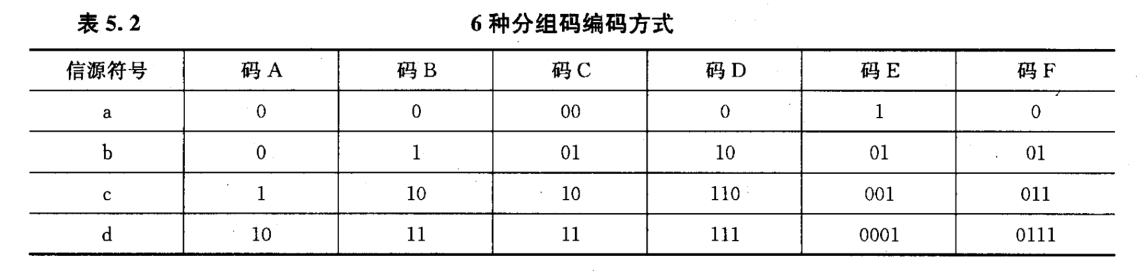 表 5.2 6 种分组码编码方式
信源符号 码 A 码 B 码 C 码 D 码 E 码 F
a 0 0 00 0 1 0
b 0 1 01 10 01 01
c 1 10 10 110 001 011
d 10 11 11 111 0001 0111